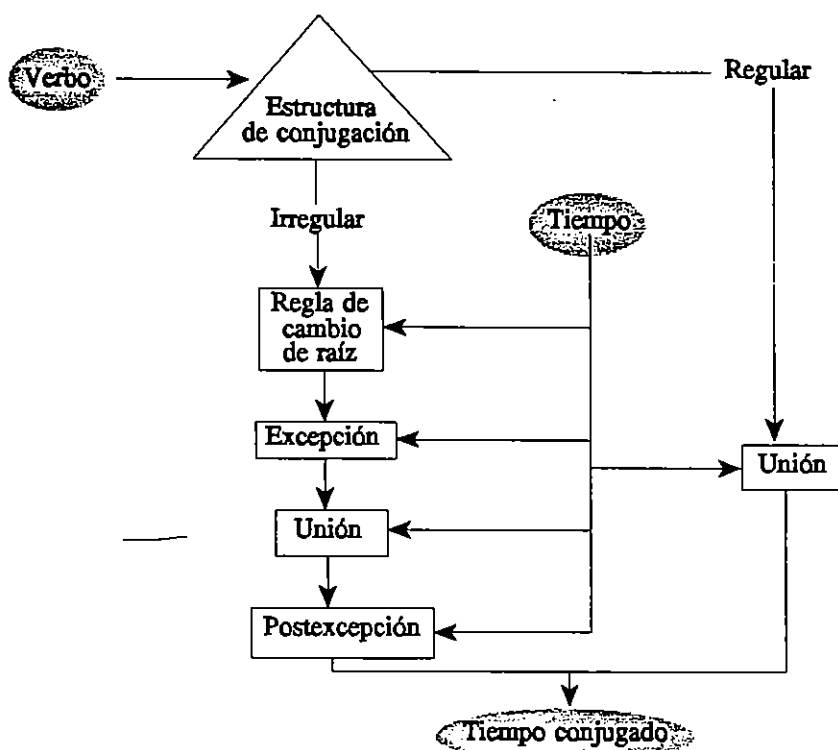 Verbo
Regular
Estructura
de conjugación
Irregular
Tiempo
Regla de
cambio
de raíz
Excepción
Unión
Unión
Postexcepción
Tiempo conjugado